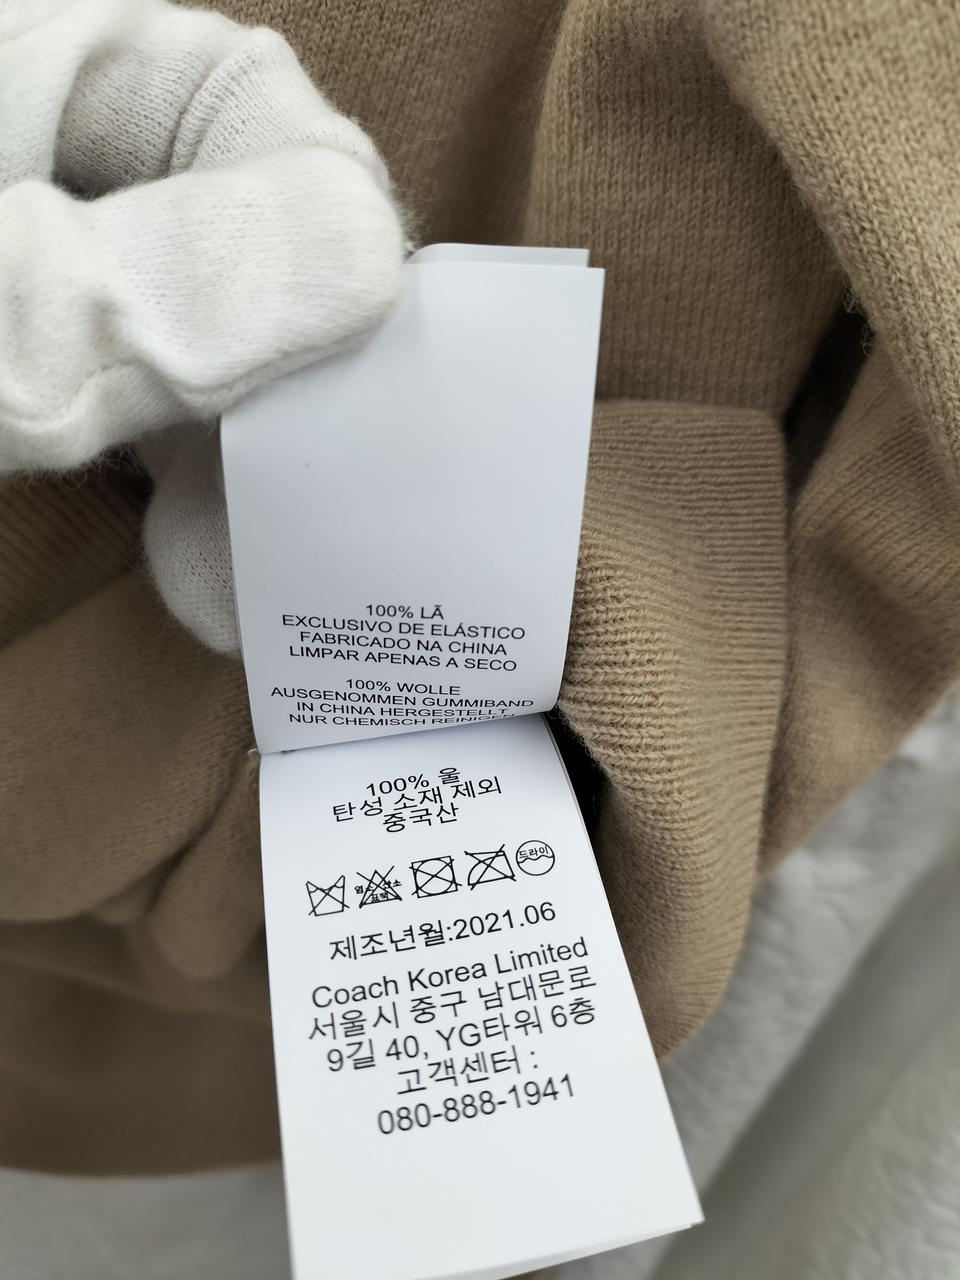 100% LÃ
EXCLUSIVO DE ELÁSTICO
FABRICADO NA CHINA
LIMPAR APENAS A SECO
100% WOLLE
AUSGENOMMEN GUMMIBAND
IN CHINA HERGESTELLT
NUR CHEMISCH REINIGEN
100% 울
탄성 소재 제외
중국산
드라이
제조년월:2021.06
Coach Korea Limited
서울시 중구 남대문로
9길 40, YG타워 6층
고객센터 :
080-888-1941